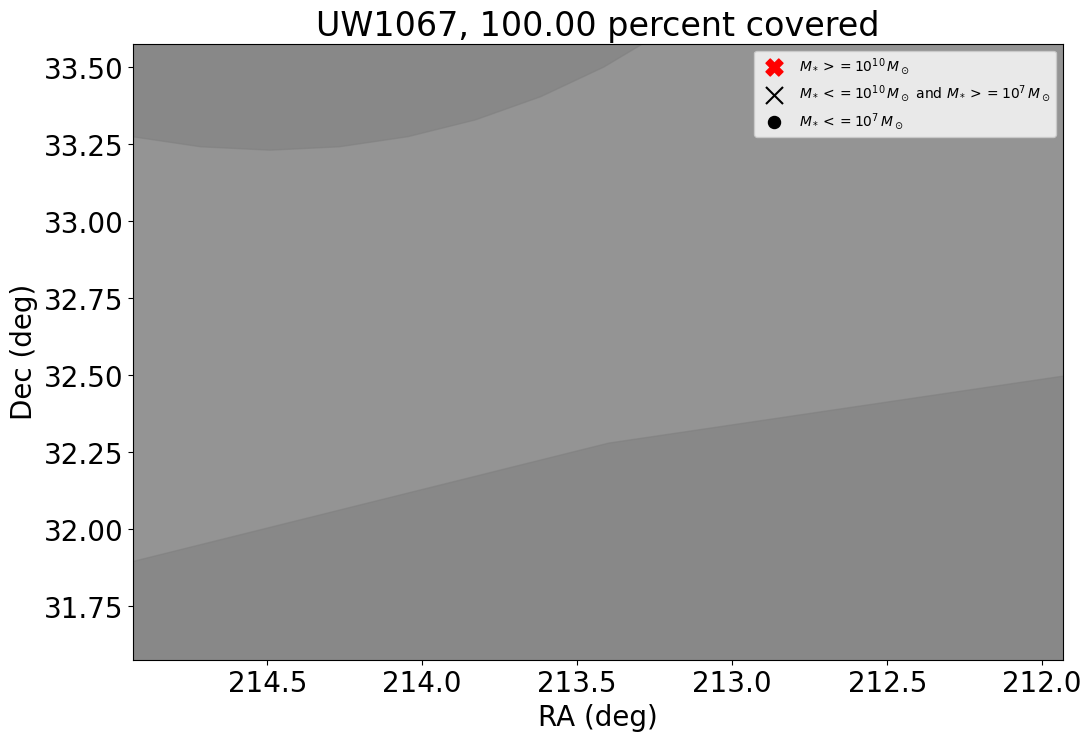 UW1067, 100.00 percent covered
M* >= 10^10 M⊙
M* <= 10^10 M⊙ and M* >= 10^7 M⊙
M* <= 10^7 M⊙
33.50
33.25
33.00
32.75
32.50
32.25
32.00
31.75
Dec (deg)
214.5 214.0 213.5 213.0 212.5 212.0
RA (deg)